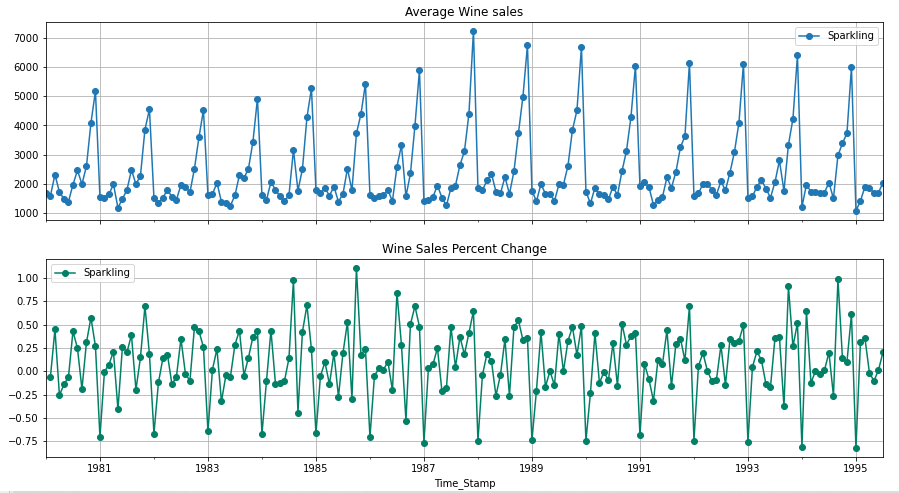 Average Wine sales
Sparkling
7000
6000
5000
4000
3000
2000
1000
Wine Sales Percent Change
Sparkling
1.00
0.75
0.50
0.25
0.00
−0.25
−0.50
−0.75
1981 1983 1985 1987 1989 1991 1993 1995
Time_Stamp